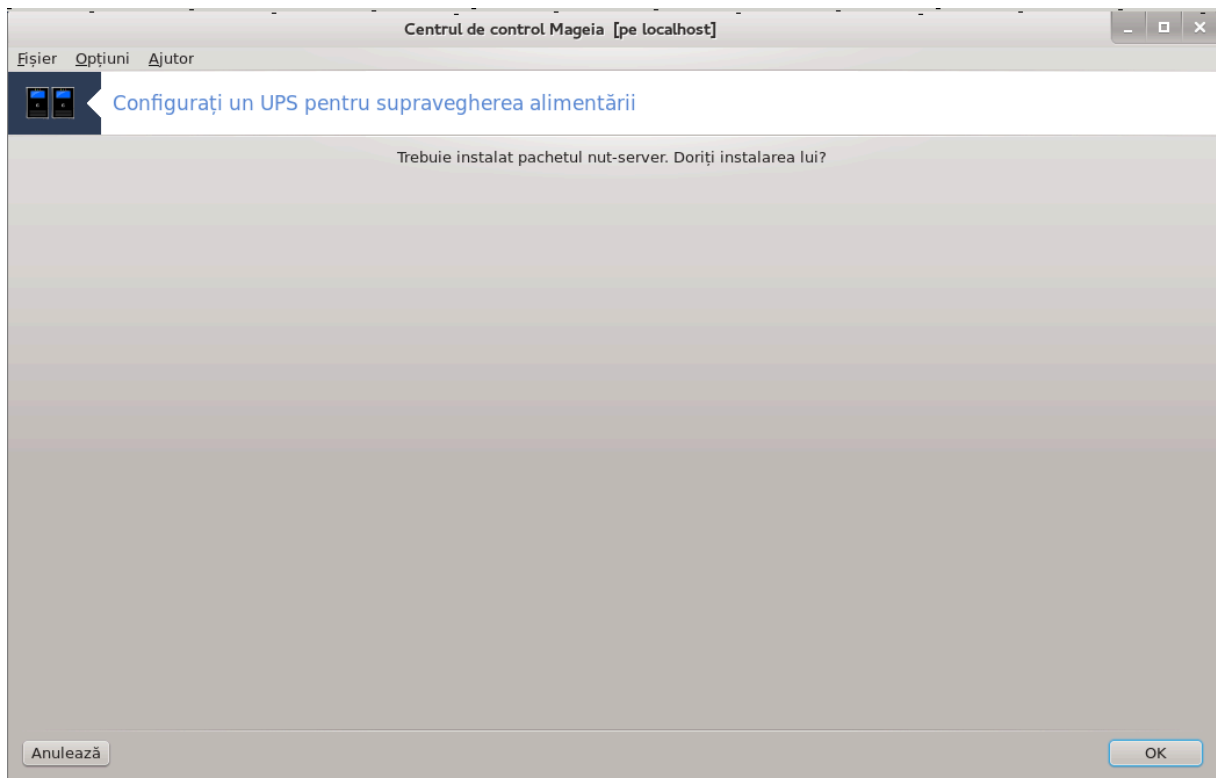 Centrul de control Mageia [pe localhost]
Fișier Opțiuni Ajutor
Configurați un UPS pentru supravegherea alimentării
Trebuie instalat pachetul nut-server. Doriți instalarea lui?
Anulează OK